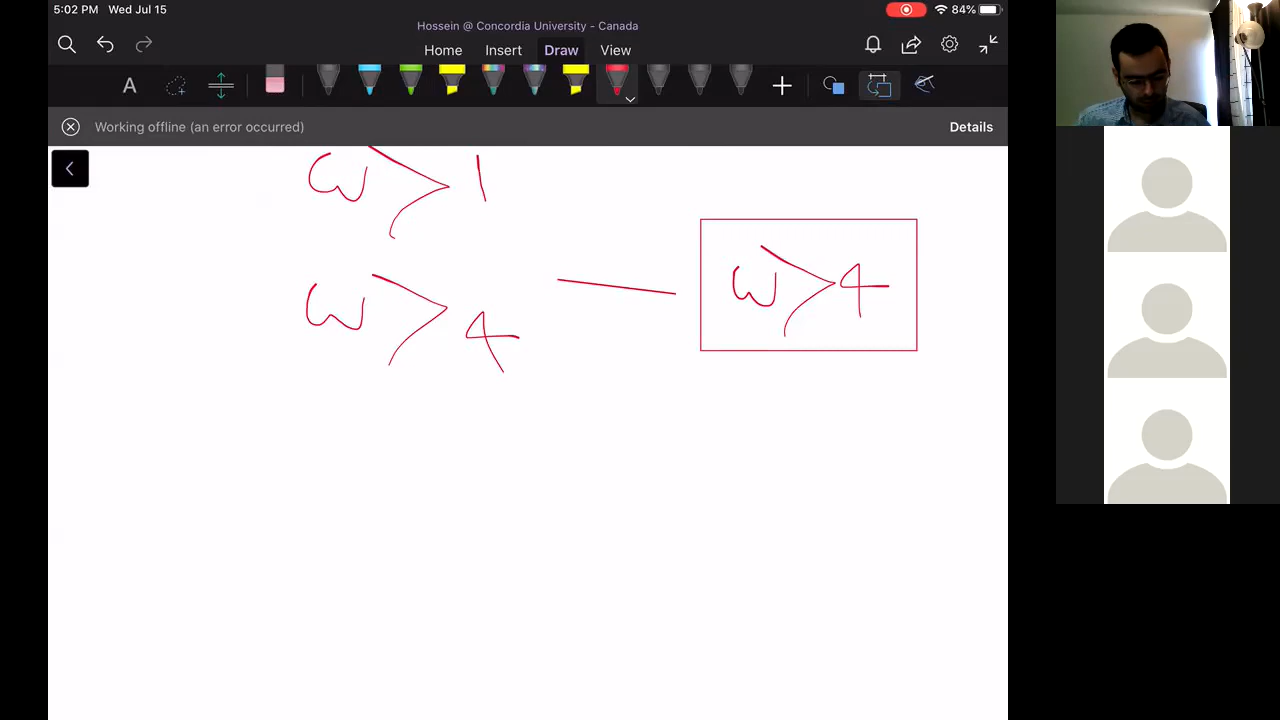 5:02 PM Wed Jul 15
84%
Hossein @ Concordia University - Canada
Home Insert Draw View
A
Working offline (an error occurred) Details
ω > 1
ω > 4
ω > 4